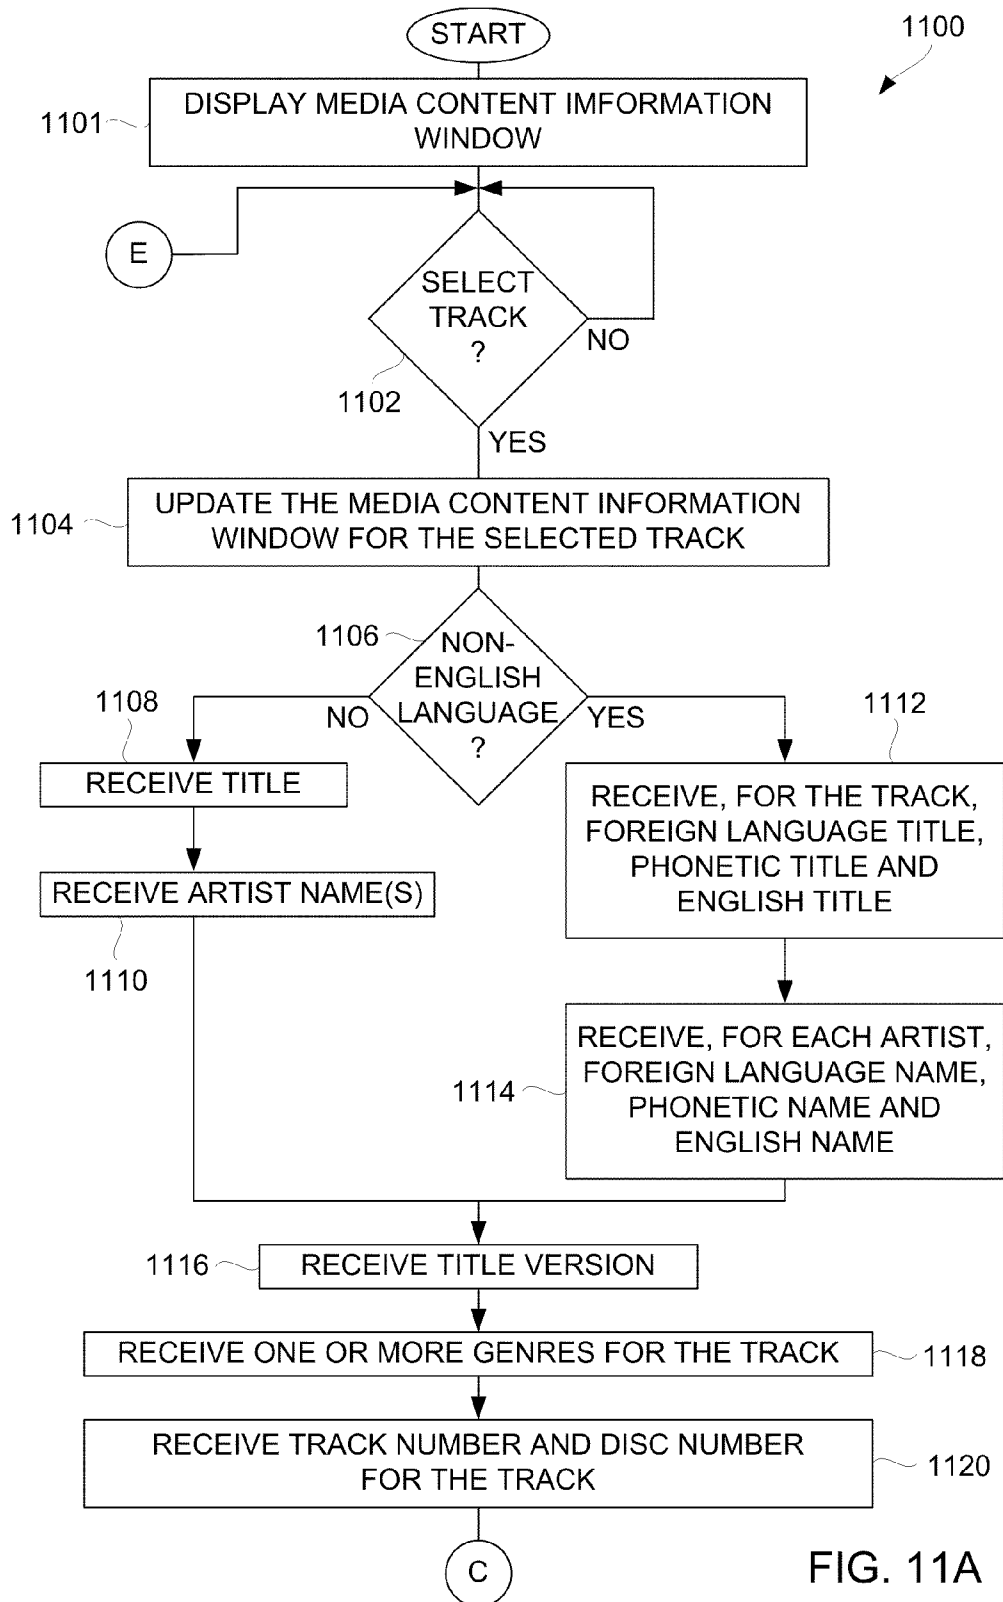 START
1100
1101
DISPLAY MEDIA CONTENT IMFORMATION
WINDOW
E
SELECT
TRACK
?
NO
1102
YES
1104
UPDATE THE MEDIA CONTENT INFORMATION
WINDOW FOR THE SELECTED TRACK
1106
NON-
ENGLISH
LANGUAGE
?
NO
YES
1108
RECEIVE TITLE
RECEIVE ARTIST NAME(S)
1110
1112
RECEIVE, FOR THE TRACK,
FOREIGN LANGUAGE TITLE,
PHONETIC TITLE AND
ENGLISH TITLE
1114
RECEIVE, FOR EACH ARTIST,
FOREIGN LANGUAGE NAME,
PHONETIC NAME AND
ENGLISH NAME
1116
RECEIVE TITLE VERSION
RECEIVE ONE OR MORE GENRES FOR THE TRACK
1118
RECEIVE TRACK NUMBER AND DISC NUMBER
FOR THE TRACK
1120
C
FIG. 11A